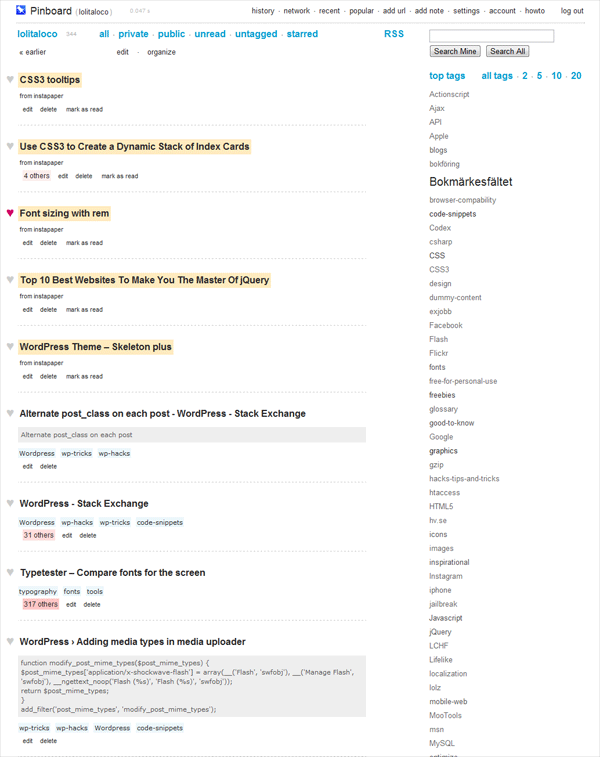 Pinboard ( lolitaloco ) 0.047 s history · network · recent · popular · add url · add note · settings · account · howto log out
lolitaloco 344 all · private · public · unread · untagged · starred RSS
« earlier edit · organize
CSS3 tooltips
from instapaper
edit delete mark as read
Use CSS3 to Create a Dynamic Stack of Index Cards
from instapaper
4 others edit delete mark as read
Font sizing with rem
from instapaper
edit delete mark as read
Top 10 Best Websites To Make You The Master Of jQuery
from instapaper
edit delete mark as read
WordPress Theme – Skeleton plus
from instapaper
edit delete mark as read
Alternate post_class on each post - WordPress - Stack Exchange
Alternate post_class on each post
Wordpress wp-tricks wp-hacks
edit delete
WordPress - Stack Exchange
Wordpress wp-hacks wp-tricks code-snippets
31 others edit delete
Typetester – Compare fonts for the screen
typography fonts tools
317 others edit delete
WordPress › Adding media types in media uploader
function modify_post_mime_types($post_mime_types) {
$post_mime_types['application/x-shockwave-flash'] = array(__('Flash', 'swfobj'), __('Manage Flash',
'swfobj'), __ngettext_noop('Flash (%s)', 'Flash (%s)', 'swfobj'));
return $post_mime_types;
}
add_filter('post_mime_types', 'modify_post_mime_types');
wp-tricks wp-hacks Wordpress code-snippets
edit delete
Search Mine Search All
top tags all tags · 2 · 5 · 10 · 20
Actionscript
Ajax
API
Apple
blogs
bokföring
Bokmärkesfältet
browser-compability
code-snippets
Codex
csharp
CSS
CSS3
design
dummy-content
exjobb
Facebook
Flash
Flickr
fonts
free-for-personal-use
freebies
glossary
good-to-know
Google
graphics
gzip
hacks-tips-and-tricks
htaccess
HTML5
hv.se
icons
images
inspirational
Instagram
iphone
jailbreak
Javascript
jQuery
LCHF
Lifelike
localization
lolz
mobile-web
MooTools
msn
MySQL
optimize